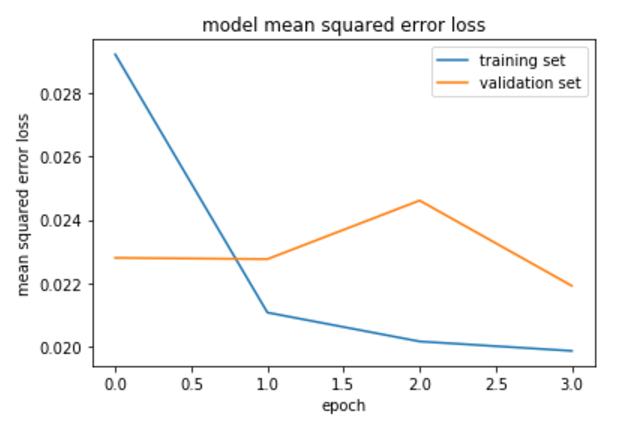 model mean squared error loss
training set
validation set
mean squared error loss
0.028
0.026
0.024
0.022
0.020
0.0 0.5 1.0 1.5 2.0 2.5 3.0
epoch